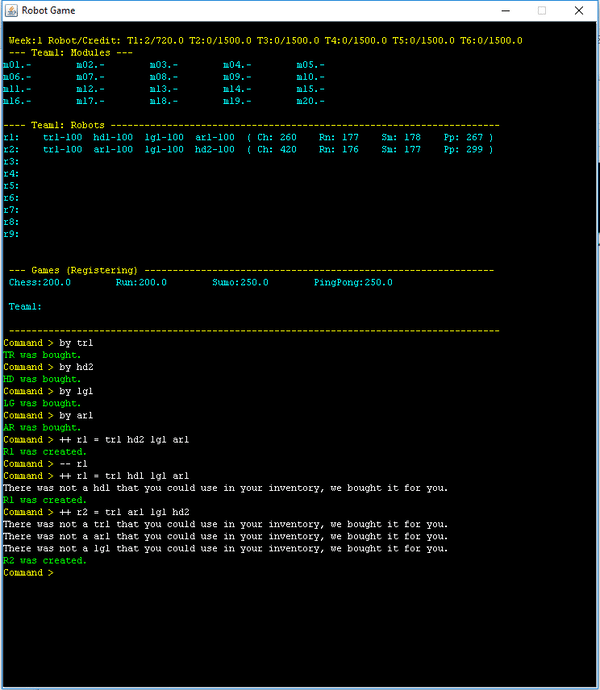 Robot Game
Week:1 Robot/Credit: T1:2/720.0 T2:0/1500.0 T3:0/1500.0 T4:0/1500.0 T5:0/1500.0 T6:0/1500.0
--- Team1: Modules ---
m01.- m02.- m03.- m04.- m05.-
m06.- m07.- m08.- m09.- m10.-
m11.- m12.- m13.- m14.- m15.-
m16.- m17.- m18.- m19.- m20.-
---- Team1: Robots ----------------------------------------------------------------------
r1: tr1-100 hd1-100 lg1-100 ar1-100 ( Ch: 260 Rn: 177 Sm: 178 Pp: 267 )
r2: tr1-100 ar1-100 lg1-100 hd2-100 ( Ch: 420 Rn: 176 Sm: 177 Pp: 299 )
r3:
r4:
r5:
r6:
r7:
r8:
r9:
--- Games (Registering) --------------------------------------------------------------
Chess:200.0 Run:200.0 Sumo:250.0 PingPong:250.0
Team1:
---------------------------------------------------------------------------------------
Command > by tr1
TR was bought.
Command > by hd2
HD was bought.
Command > by lg1
LG was bought.
Command > by ar1
AR was bought.
Command > ++ r1 = tr1 hd2 lg1 ar1
R1 was created.
Command > -- r1
Command > ++ r1 = tr1 hd1 lg1 ar1
There was not a hd1 that you could use in your inventory, we bought it for you.
R1 was created.
Command > ++ r2 = tr1 ar1 lg1 hd2
There was not a tr1 that you could use in your inventory, we bought it for you.
There was not a ar1 that you could use in your inventory, we bought it for you.
There was not a lg1 that you could use in your inventory, we bought it for you.
R2 was created.
Command >